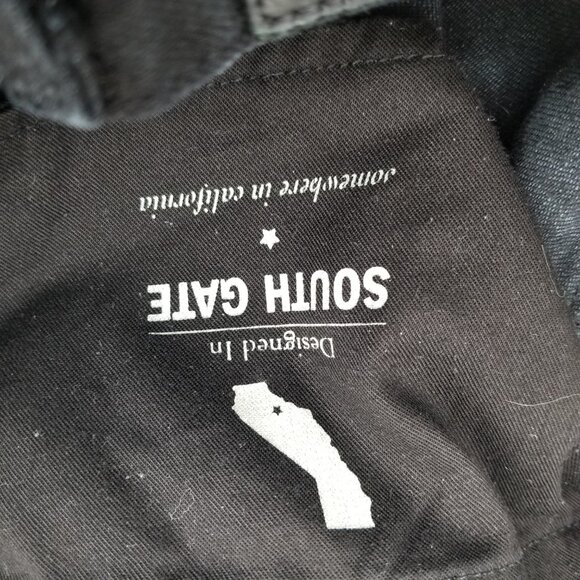 Designed In
SOUTH GATE
somewhere in california